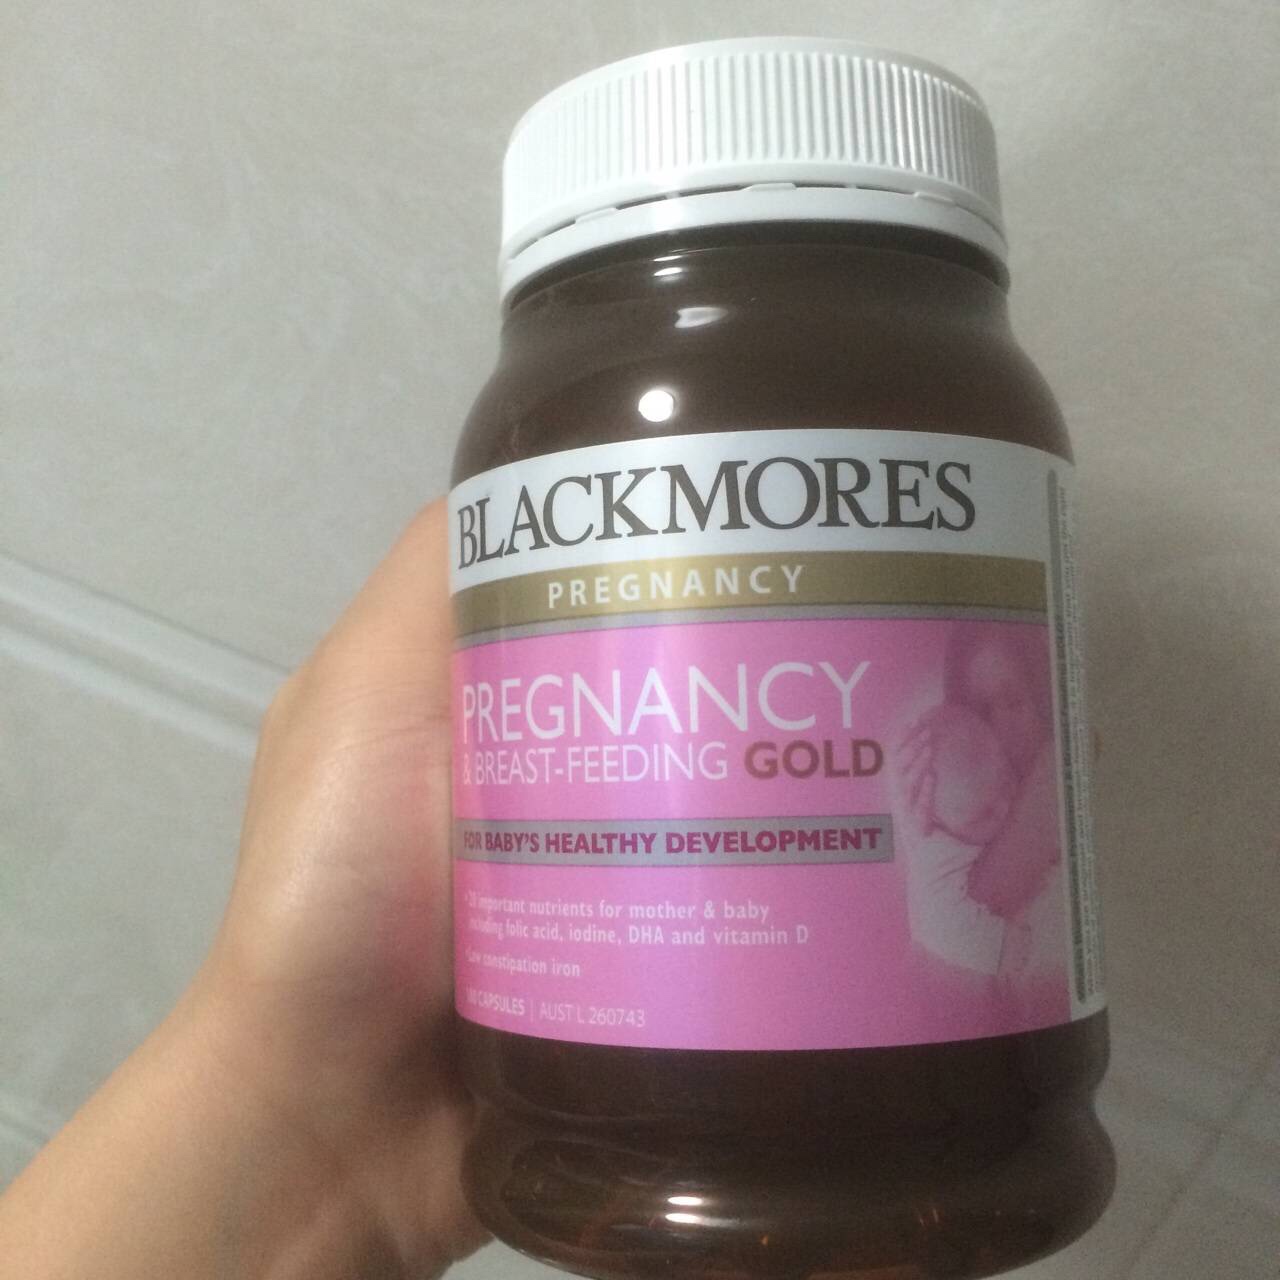 BLACKMORES
PREGNANCY
PREGNANCY
& BREAST-FEEDING GOLD
FOR BABY'S HEALTHY DEVELOPMENT
important nutrients for mother & baby
including folic acid, iodine, DHA and vitamin D
• Low constipation iron
CAPSULES | AUST L 260743